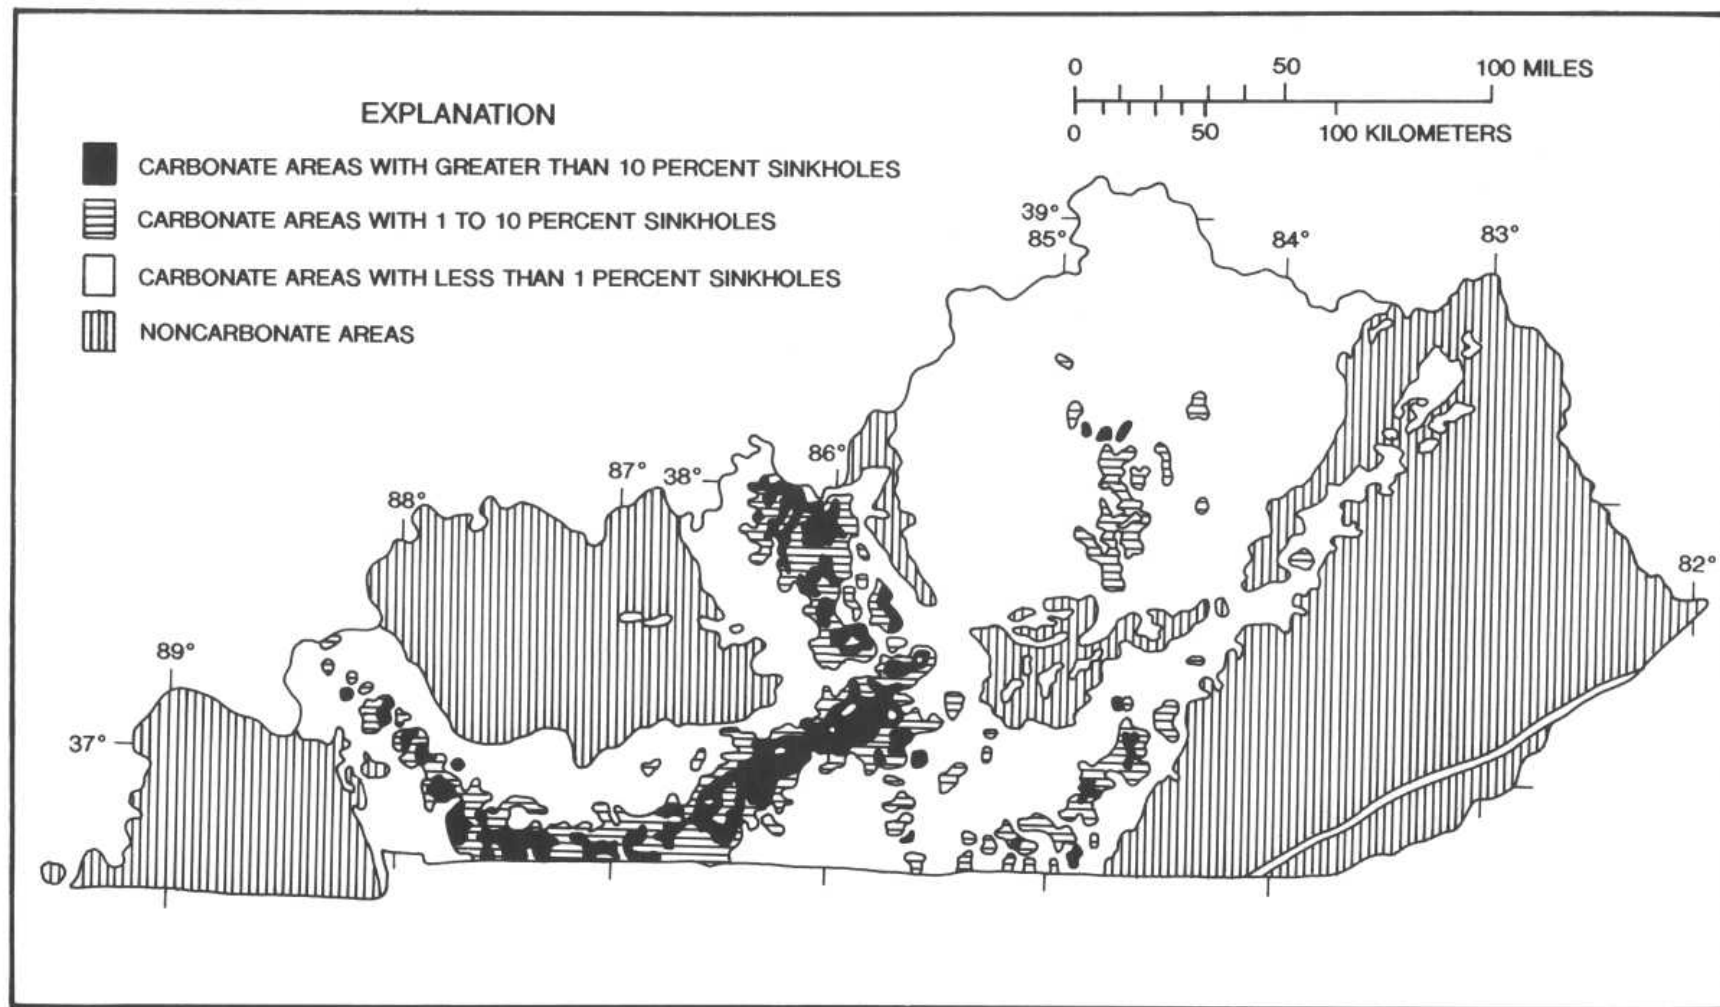 0 50 100 MILES
0 50 100 KILOMETERS
EXPLANATION
CARBONATE AREAS WITH GREATER THAN 10 PERCENT SINKHOLES
CARBONATE AREAS WITH 1 TO 10 PERCENT SINKHOLES
CARBONATE AREAS WITH LESS THAN 1 PERCENT SINKHOLES
NONCARBONATE AREAS
39°
85°
84°
83°
86°
87°
38°
88°
82°
89°
37°